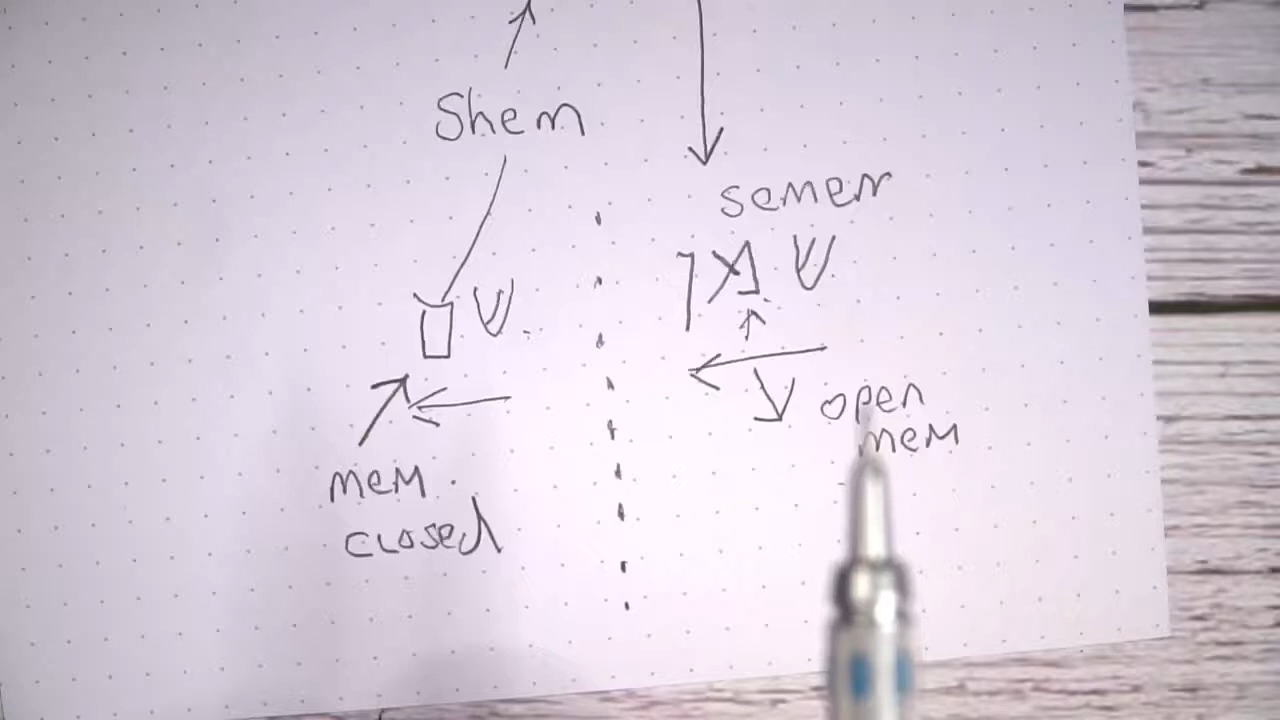 Shem
שם
mem
closed
semen
שמן
open
mem